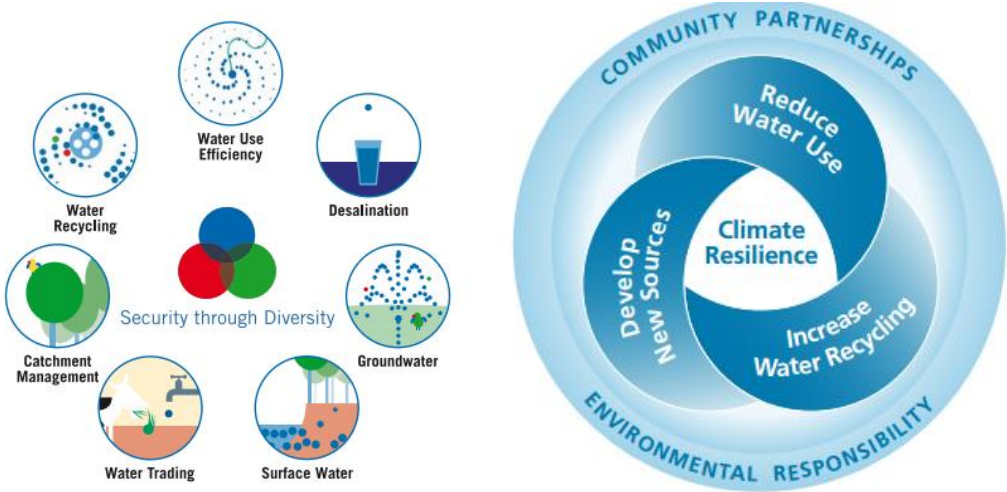 Water Use
Efficiency
Desalination
Water
Recycling
Security through Diversity
Groundwater
Catchment
Management
Water Trading
Surface Water
COMMUNITY PARTNERSHIPS
Reduce
Water Use
Climate
Resilience
Develop
New Sources
Increase
Water Recycling
ENVIRONMENTAL RESPONSIBILITY